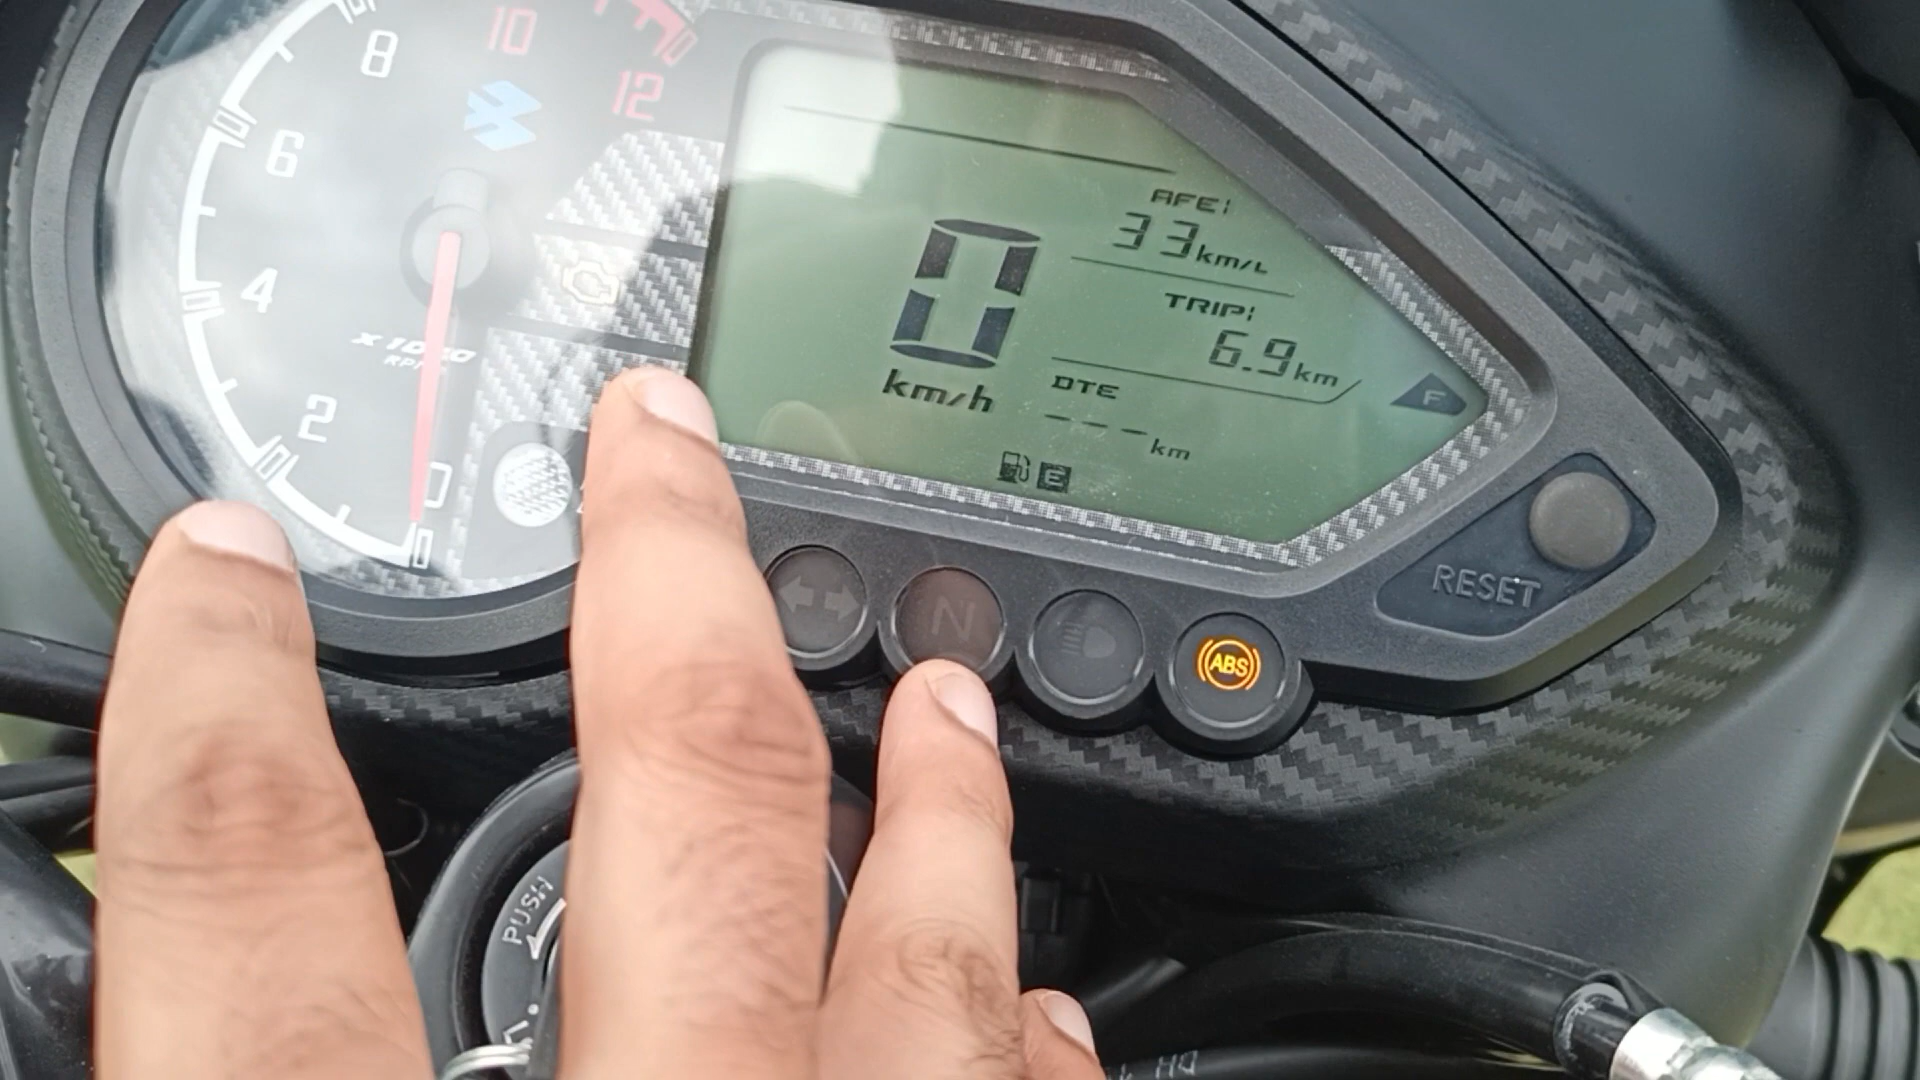 8
10
12
6
4
2
0
X1000
RP
AFE:
33km/L
TRIP:
6.9km
0
km/h
DTE
---km
E
F
RESET
N
ABS
PUSH